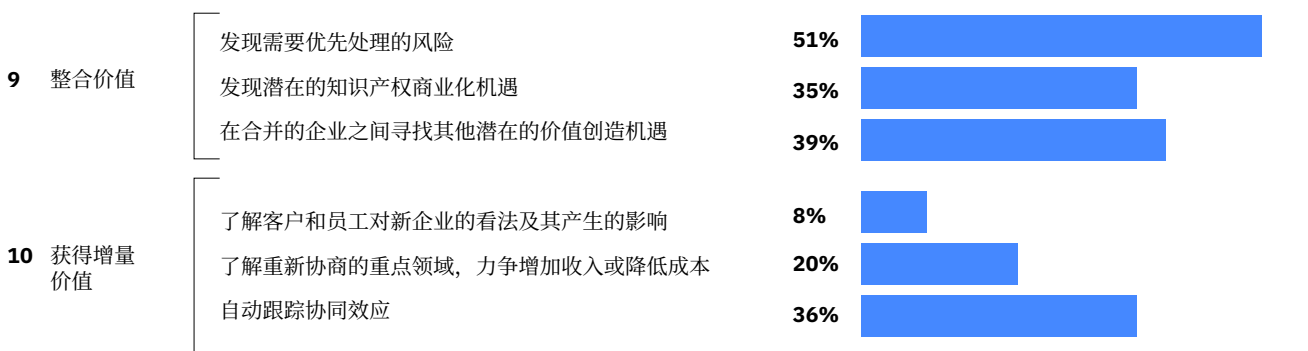 发现需要优先处理的风险 51%
9 整合价值 发现潜在的知识产权商业化机遇 35%
在合并的企业之间寻找其他潜在的价值创造机遇 39%
了解客户和员工对新企业的看法及其产生的影响 8%
10 获得增量
价值
了解重新协商的重点领域，力争增加收入或降低成本 20%
自动跟踪协同效应 36%